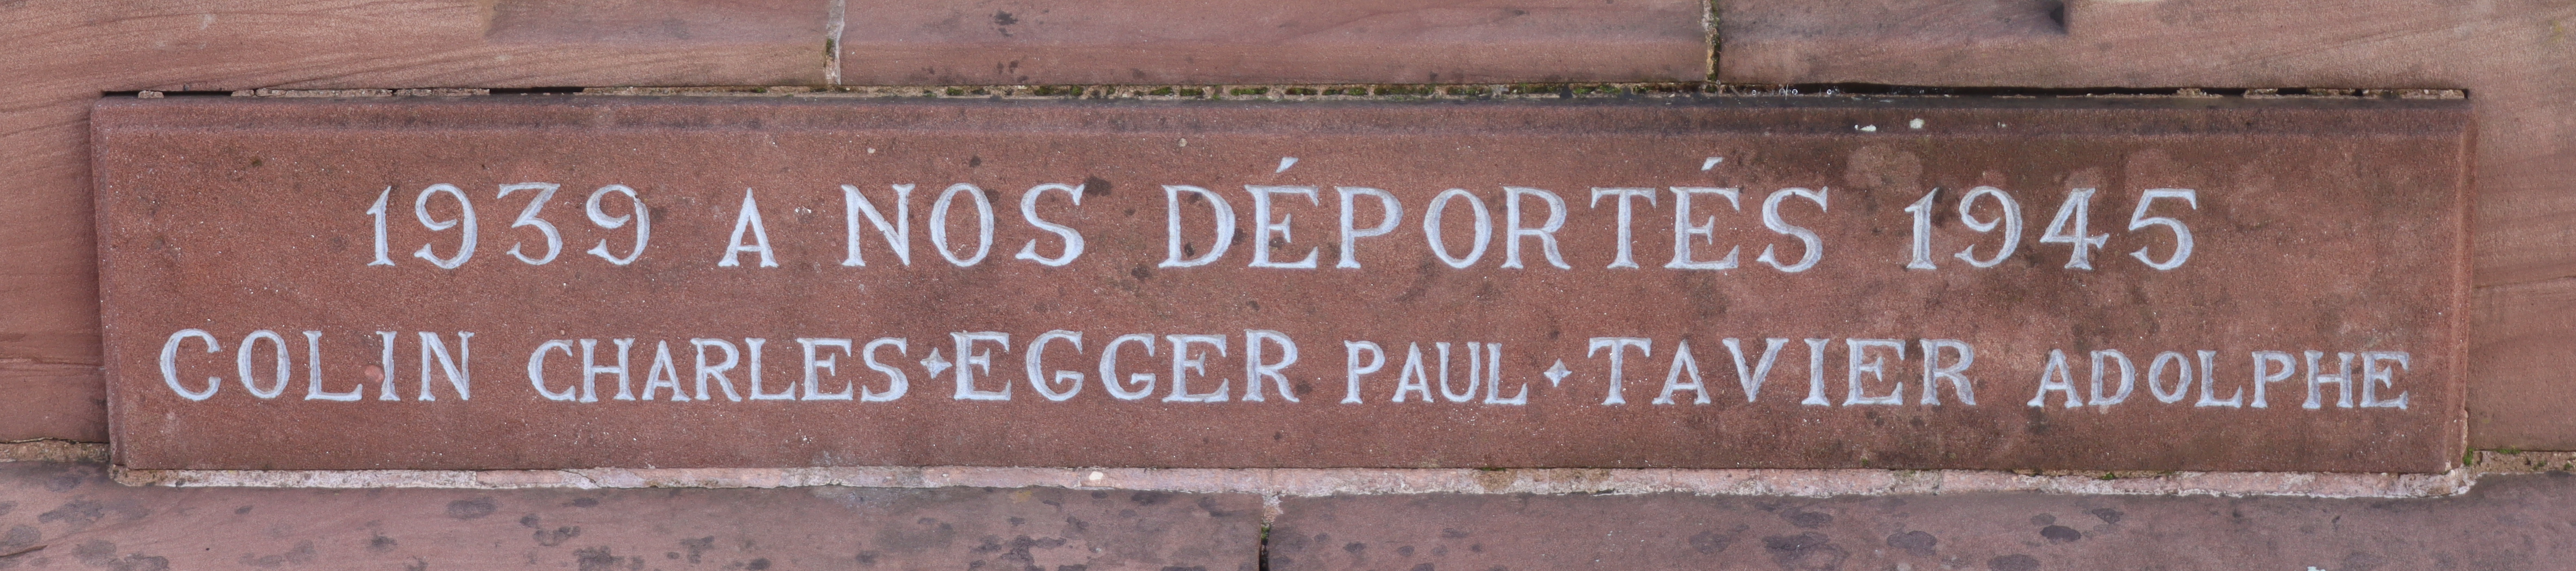 1939 A NOS DÉPORTÉS 1945
COLIN CHARLES✦EGGER PAUL✦TAVIER ADOLPHE